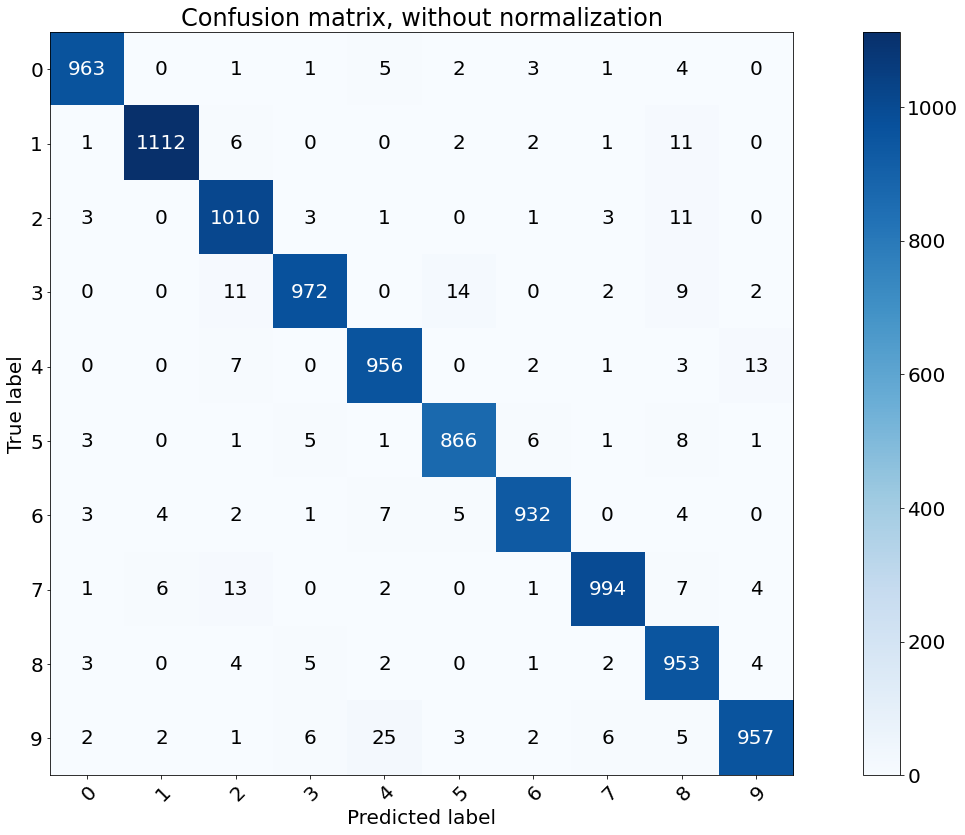 Confusion matrix, without normalization
0 963 0 1 1 5 2 3 1 4 0
1 1 1112 6 0 0 2 2 1 11 0
2 3 0 1010 3 1 0 1 3 11 0
3 0 0 11 972 0 14 0 2 9 2
4 0 0 7 0 956 0 2 1 3 13
5 3 0 1 5 1 866 6 1 8 1
6 3 4 2 1 7 5 932 0 4 0
7 1 6 13 0 2 0 1 994 7 4
8 3 0 4 5 2 0 1 2 953 4
9 2 2 1 6 25 3 2 6 5 957
0 1 2 3 4 5 6 7 8 9
True label
Predicted label
1000
800
600
400
200
0